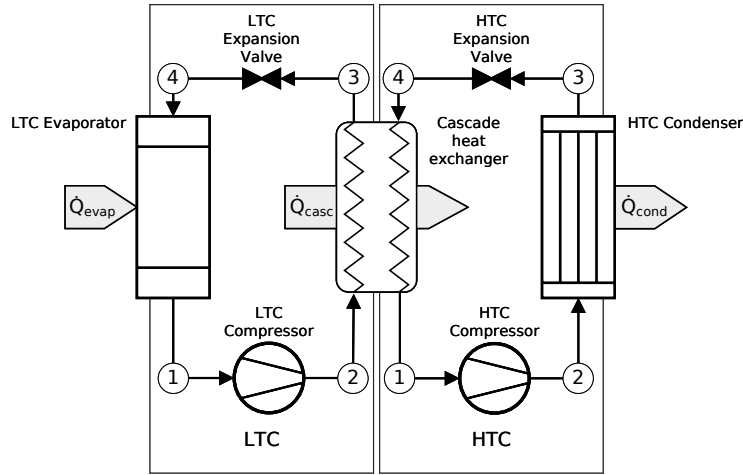 LTC
Expansion
Valve
HTC
Expansion
Valve
4
3
4
3
LTC Evaporator
Cascade
heat
exchanger
HTC Condenser
Q̇evap
Q̇casc
Q̇cond
LTC
Compressor
HTC
Compressor
1
2
1
2
LTC
HTC